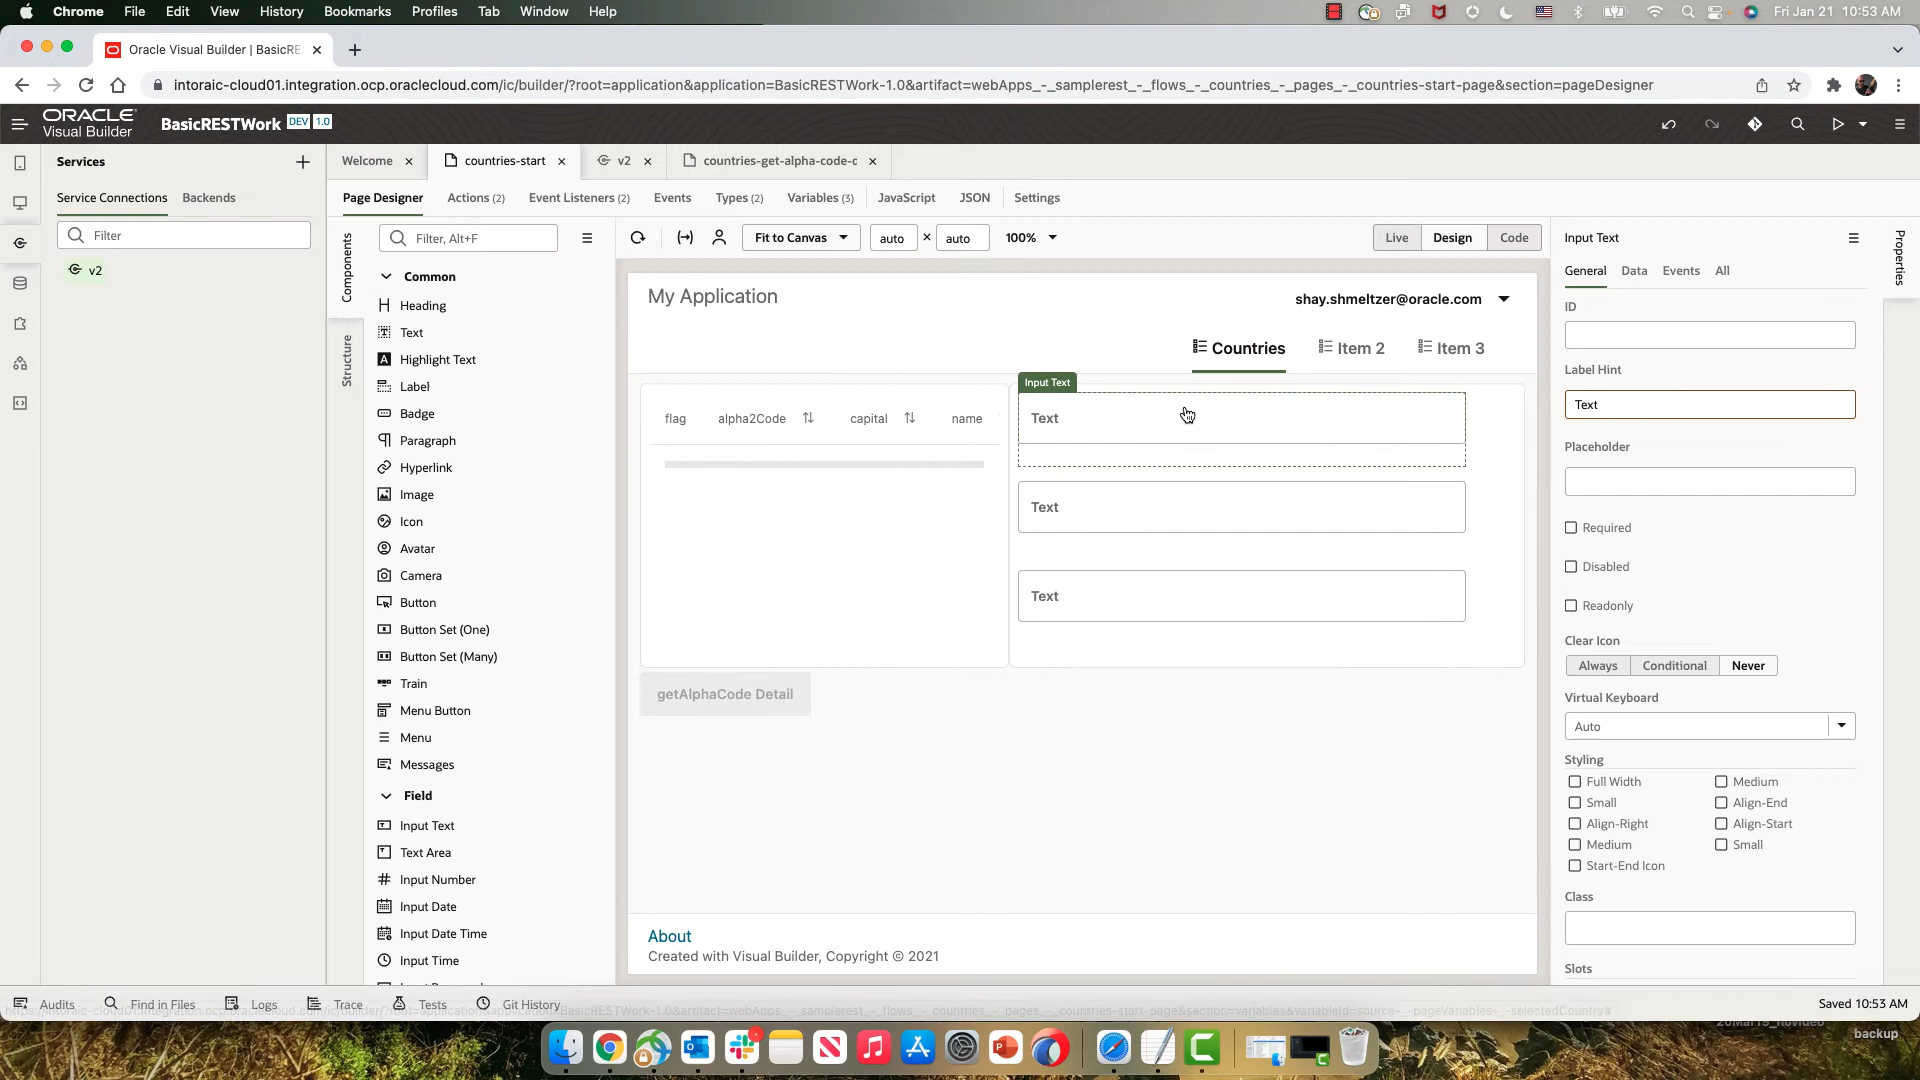 Chrome File Edit View History Bookmarks Profiles Tab Window Help
Fri Jan 21 10:53 AM
Oracle Visual Builder | BasicRE
intoraic-cloud01.integration.ocp.oraclecloud.com/ic/builder/?root=application&application=BasicRESTWork-1.0&artifact=webApps_-_samplerest_-_flows_-_countries_-_pages_-_countries-start-page&section=pageDesigner
ORACLE
Visual Builder
BasicRESTWork DEV 1.0
Services
Welcome
countries-start
v2
countries-get-alpha-code-d
Service Connections
Backends
Page Designer
Actions (2)
Event Listeners (2)
Events
Types (2)
Variables (3)
JavaScript
JSON
Settings
Filter
v2
Components
Structure
Filter, Alt+F
Common
Heading
Text
Highlight Text
Label
Badge
Paragraph
Hyperlink
Image
Icon
Avatar
Camera
Button
Button Set (One)
Button Set (Many)
Train
Menu Button
Menu
Messages
Field
Input Text
Text Area
Input Number
Input Date
Input Date Time
Input Time
Fit to Canvas
auto × auto
100%
Live
Design
Code
My Application
shay.shmeltzer@oracle.com
Countries
Item 2
Item 3
flag
alpha2Code
capital
name
Input Text
Text
Text
Text
getAlphaCode Detail
About
Created with Visual Builder, Copyright © 2021
Input Text
Properties
General
Data
Events
All
ID
Label Hint
Text
Placeholder
Required
Disabled
Readonly
Clear Icon
Always
Conditional
Never
Virtual Keyboard
Auto
Styling
Full Width
Medium
Small
Align-End
Align-Right
Align-Start
Medium
Small
Start-End Icon
Class
Slots
Audits
Find in Files
Logs
Trace
Tests
Git History
Saved 10:53 AM
backup